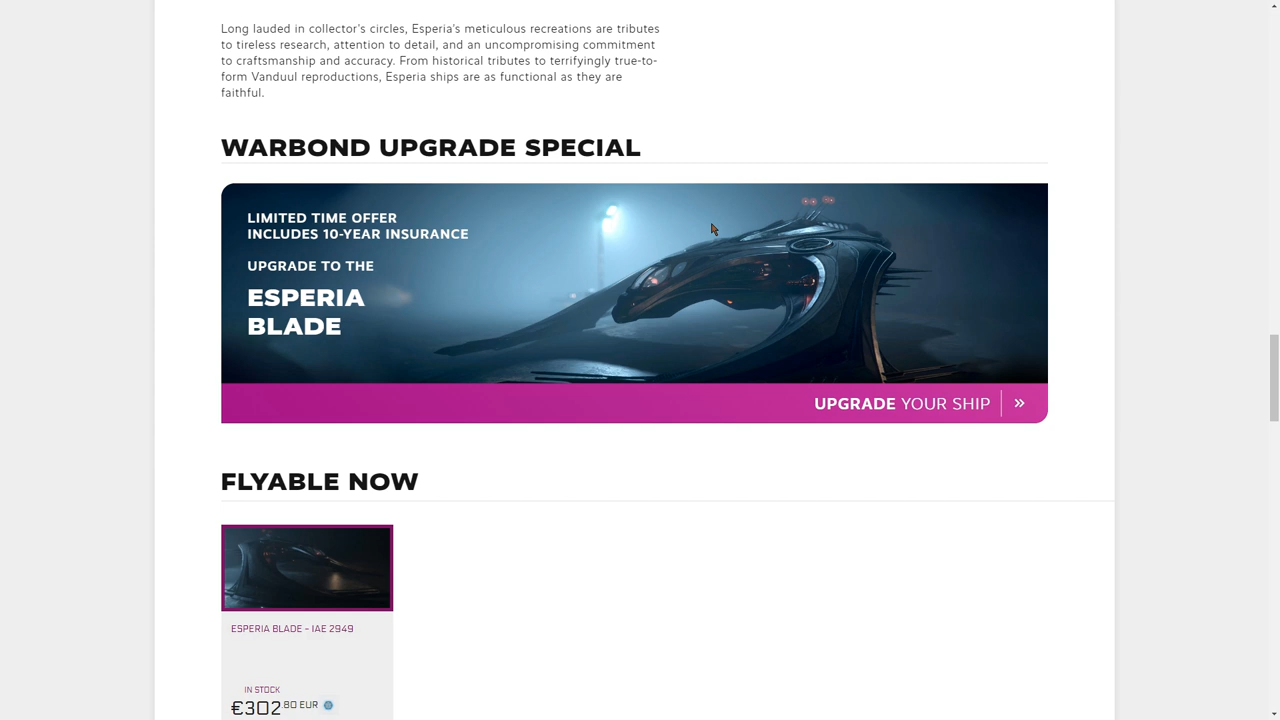 Long lauded in collector's circles, Esperia's meticulous recreations are tributes
to tireless research, attention to detail, and an uncompromising commitment
to craftsmanship and accuracy. From historical tributes to terrifyingly true-to-
form Vanduul reproductions, Esperia ships are as functional as they are
faithful.
WARBOND UPGRADE SPECIAL
LIMITED TIME OFFER
INCLUDES 10-YEAR INSURANCE
UPGRADE TO THE
ESPERIA
BLADE
UPGRADE YOUR SHIP »
FLYABLE NOW
ESPERIA BLADE - IAE 2949
IN STOCK
€302.80 EUR